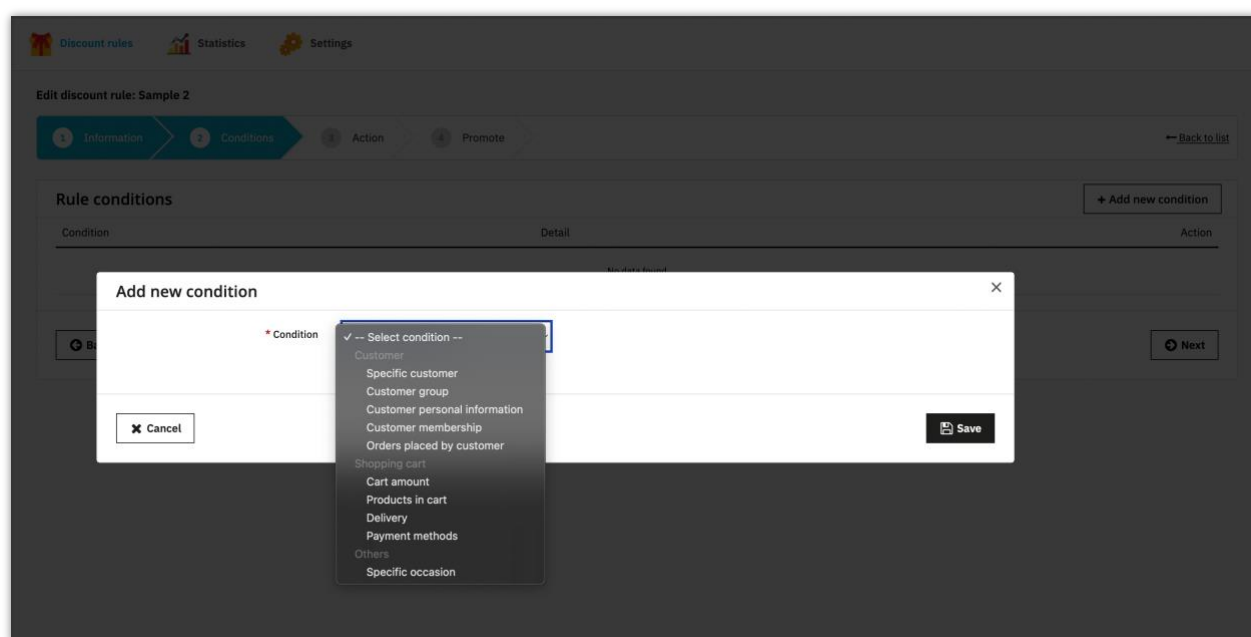 Discount rules Statistics Settings
Edit discount rule: Sample 2
1 Information 2 Conditions 3 Action 4 Promote ← Back to list
Rule conditions + Add new condition
Condition Detail Action
No data found
Add new condition ×
* Condition ✓ -- Select condition --
Customer
Specific customer
Customer group
Customer personal information
Customer membership
Orders placed by customer
Shopping cart
Cart amount
Products in cart
Delivery
Payment methods
Others
Specific occasion
Next
Cancel Save